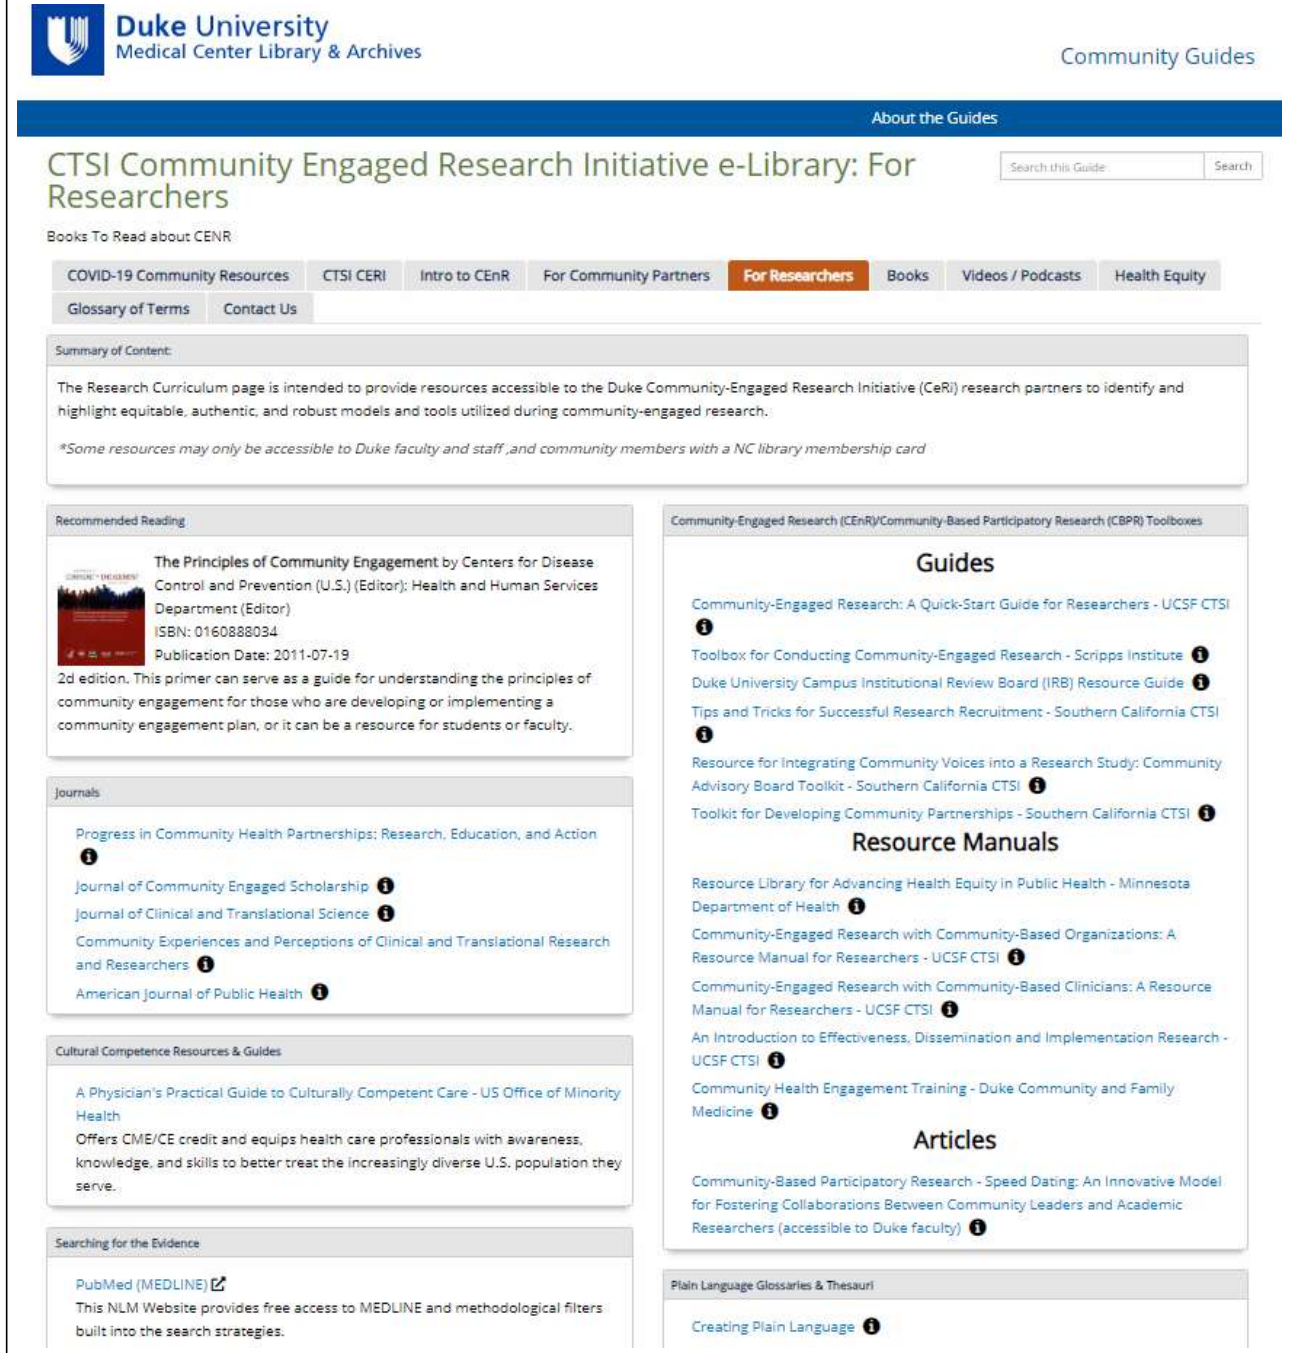 Duke University
Medical Center Library & Archives
Community Guides
About the Guides
CTSI Community Engaged Research Initiative e-Library: For
Researchers
Search this Guide
Search
Books To Read about CENR
COVID-19 Community Resources
CTSI CERI
Intro to CEnR
For Community Partners
For Researchers
Books
Videos / Podcasts
Health Equity
Glossary of Terms
Contact Us
Summary of Content:
The Research Curriculum page is intended to provide resources accessible to the Duke Community-Engaged Research Initiative (CeRi) research partners to identify and
highlight equitable, authentic, and robust models and tools utilized during community-engaged research.
*Some resources may only be accessible to Duke faculty and staff ,and community members with a NC library membership card
Recommended Reading
The Principles of Community Engagement by Centers for Disease
Control and Prevention (U.S.) (Editor); Health and Human Services
Department (Editor)
ISBN: 0160888034
Publication Date: 2011-07-19
2d edition. This primer can serve as a guide for understanding the principles of
community engagement for those who are developing or implementing a
community engagement plan, or it can be a resource for students or faculty.
Journals
Progress in Community Health Partnerships: Research, Education, and Action
Journal of Community Engaged Scholarship
Journal of Clinical and Translational Science
Community Experiences and Perceptions of Clinical and Translational Research
and Researchers
American Journal of Public Health
Cultural Competence Resources & Guides
A Physician's Practical Guide to Culturally Competent Care - US Office of Minority
Health
Offers CME/CE credit and equips health care professionals with awareness,
knowledge, and skills to better treat the increasingly diverse U.S. population they
serve.
Searching for the Evidence
PubMed (MEDLINE)
This NLM Website provides free access to MEDLINE and methodological filters
built into the search strategies.
Community-Engaged Research (CEnR)/Community-Based Participatory Research (CBPR) Toolboxes
Guides
Community-Engaged Research: A Quick-Start Guide for Researchers - UCSF CTSI
Toolbox for Conducting Community-Engaged Research - Scripps Institute
Duke University Campus Institutional Review Board (IRB) Resource Guide
Tips and Tricks for Successful Research Recruitment - Southern California CTSI
Resource for Integrating Community Voices into a Research Study: Community
Advisory Board Toolkit - Southern California CTSI
Toolkit for Developing Community Partnerships - Southern California CTSI
Resource Manuals
Resource Library for Advancing Health Equity in Public Health - Minnesota
Department of Health
Community-Engaged Research with Community-Based Organizations: A
Resource Manual for Researchers - UCSF CTSI
Community-Engaged Research with Community-Based Clinicians: A Resource
Manual for Researchers - UCSF CTSI
An Introduction to Effectiveness, Dissemination and Implementation Research -
UCSF CTSI
Community Health Engagement Training - Duke Community and Family
Medicine
Articles
Community-Based Participatory Research - Speed Dating: An Innovative Model
for Fostering Collaborations Between Community Leaders and Academic
Researchers (accessible to Duke faculty)
Plain Language Glossaries & Thesauri
Creating Plain Language